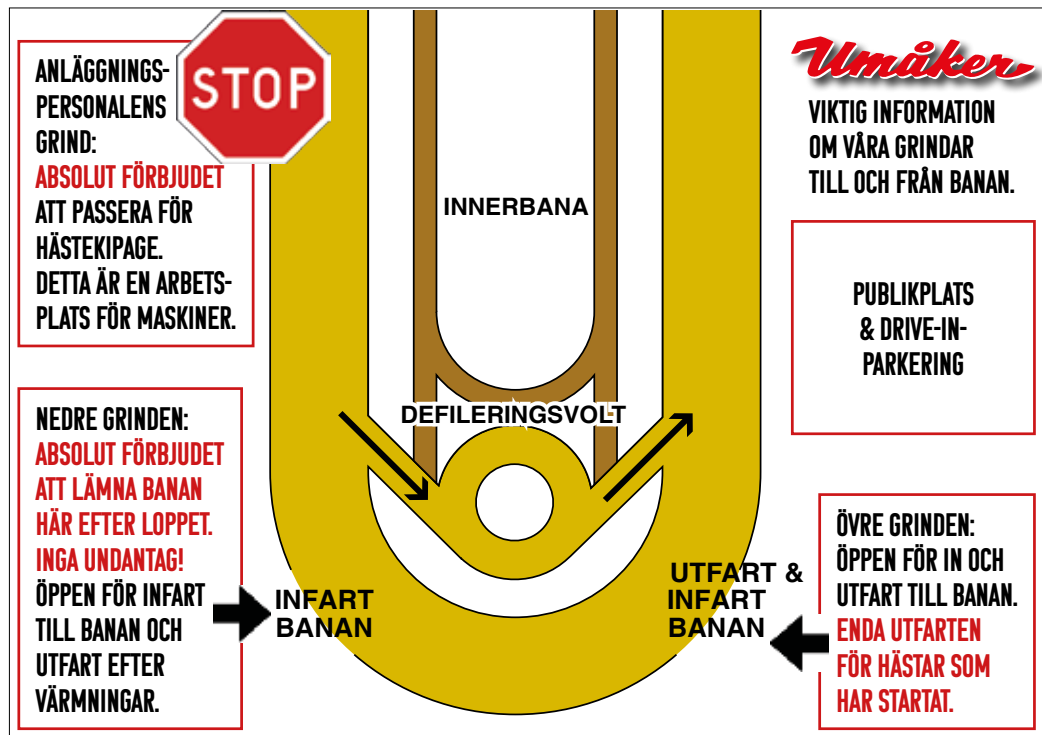 ANLÄGGNINGS-
PERSONALENS
GRIND:
ABSOLUT FÖRBJUDET
ATT PASSERA FÖR
HÄSTEKIPAGE.
DETTA ÄR EN ARBETS-
PLATS FÖR MASKINER.
STOP
NEDRE GRINDEN:
ABSOLUT FÖRBJUDET
ATT LÄMNA BANAN
HÄR EFTER LOPPET.
INGA UNDANTAG!
ÖPPEN FÖR INFART
TILL BANAN OCH
UTFART EFTER
VÄRMNINGAR.
INNERBANA
DEFILERINGSVOLT
INFART
BANAN
UTFART &
INFART
BANAN
Umåker
VIKTIG INFORMATION
OM VÅRA GRINDAR
TILL OCH FRÅN BANAN.
PUBLIKPLATS
& DRIVE-IN-
PARKERING
ÖVRE GRINDEN:
ÖPPEN FÖR IN OCH
UTFART TILL BANAN.
ENDA UTFARTEN
FÖR HÄSTAR SOM
HAR STARTAT.